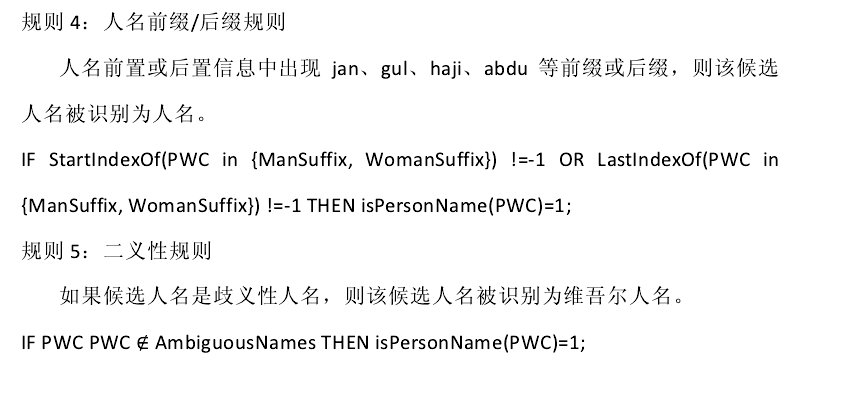 规则 4：人名前缀/后缀规则
人名前置或后置信息中出现 jan、gul、haji、abdu 等前缀或后缀，则该候选
人名被识别为人名。
IF StartIndexOf(PWC in {ManSuffix, WomanSuffix}) !=-1 OR LastIndexOf(PWC in
{ManSuffix, WomanSuffix}) !=-1 THEN isPersonName(PWC)=1;
规则 5：二义性规则
如果候选人名是歧义性人名，则该候选人名被识别为维吾尔人名。
IF PWC PWC ∉ AmbiguousNames THEN isPersonName(PWC)=1;